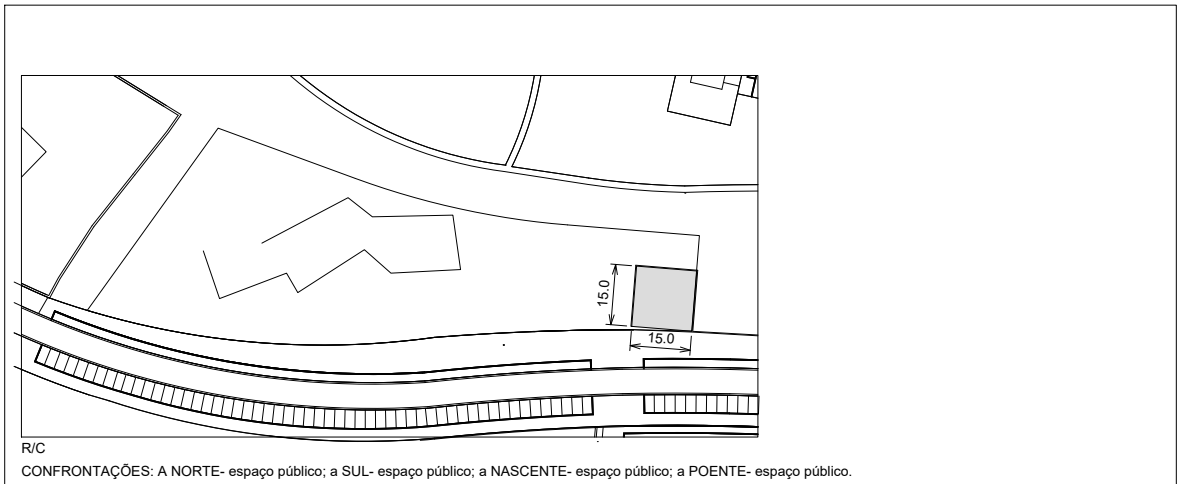 15.0
15.0
R/C
CONFRONTAÇÕES: A NORTE- espaço público; a SUL- espaço público; a NASCENTE- espaço público; a POENTE- espaço público.